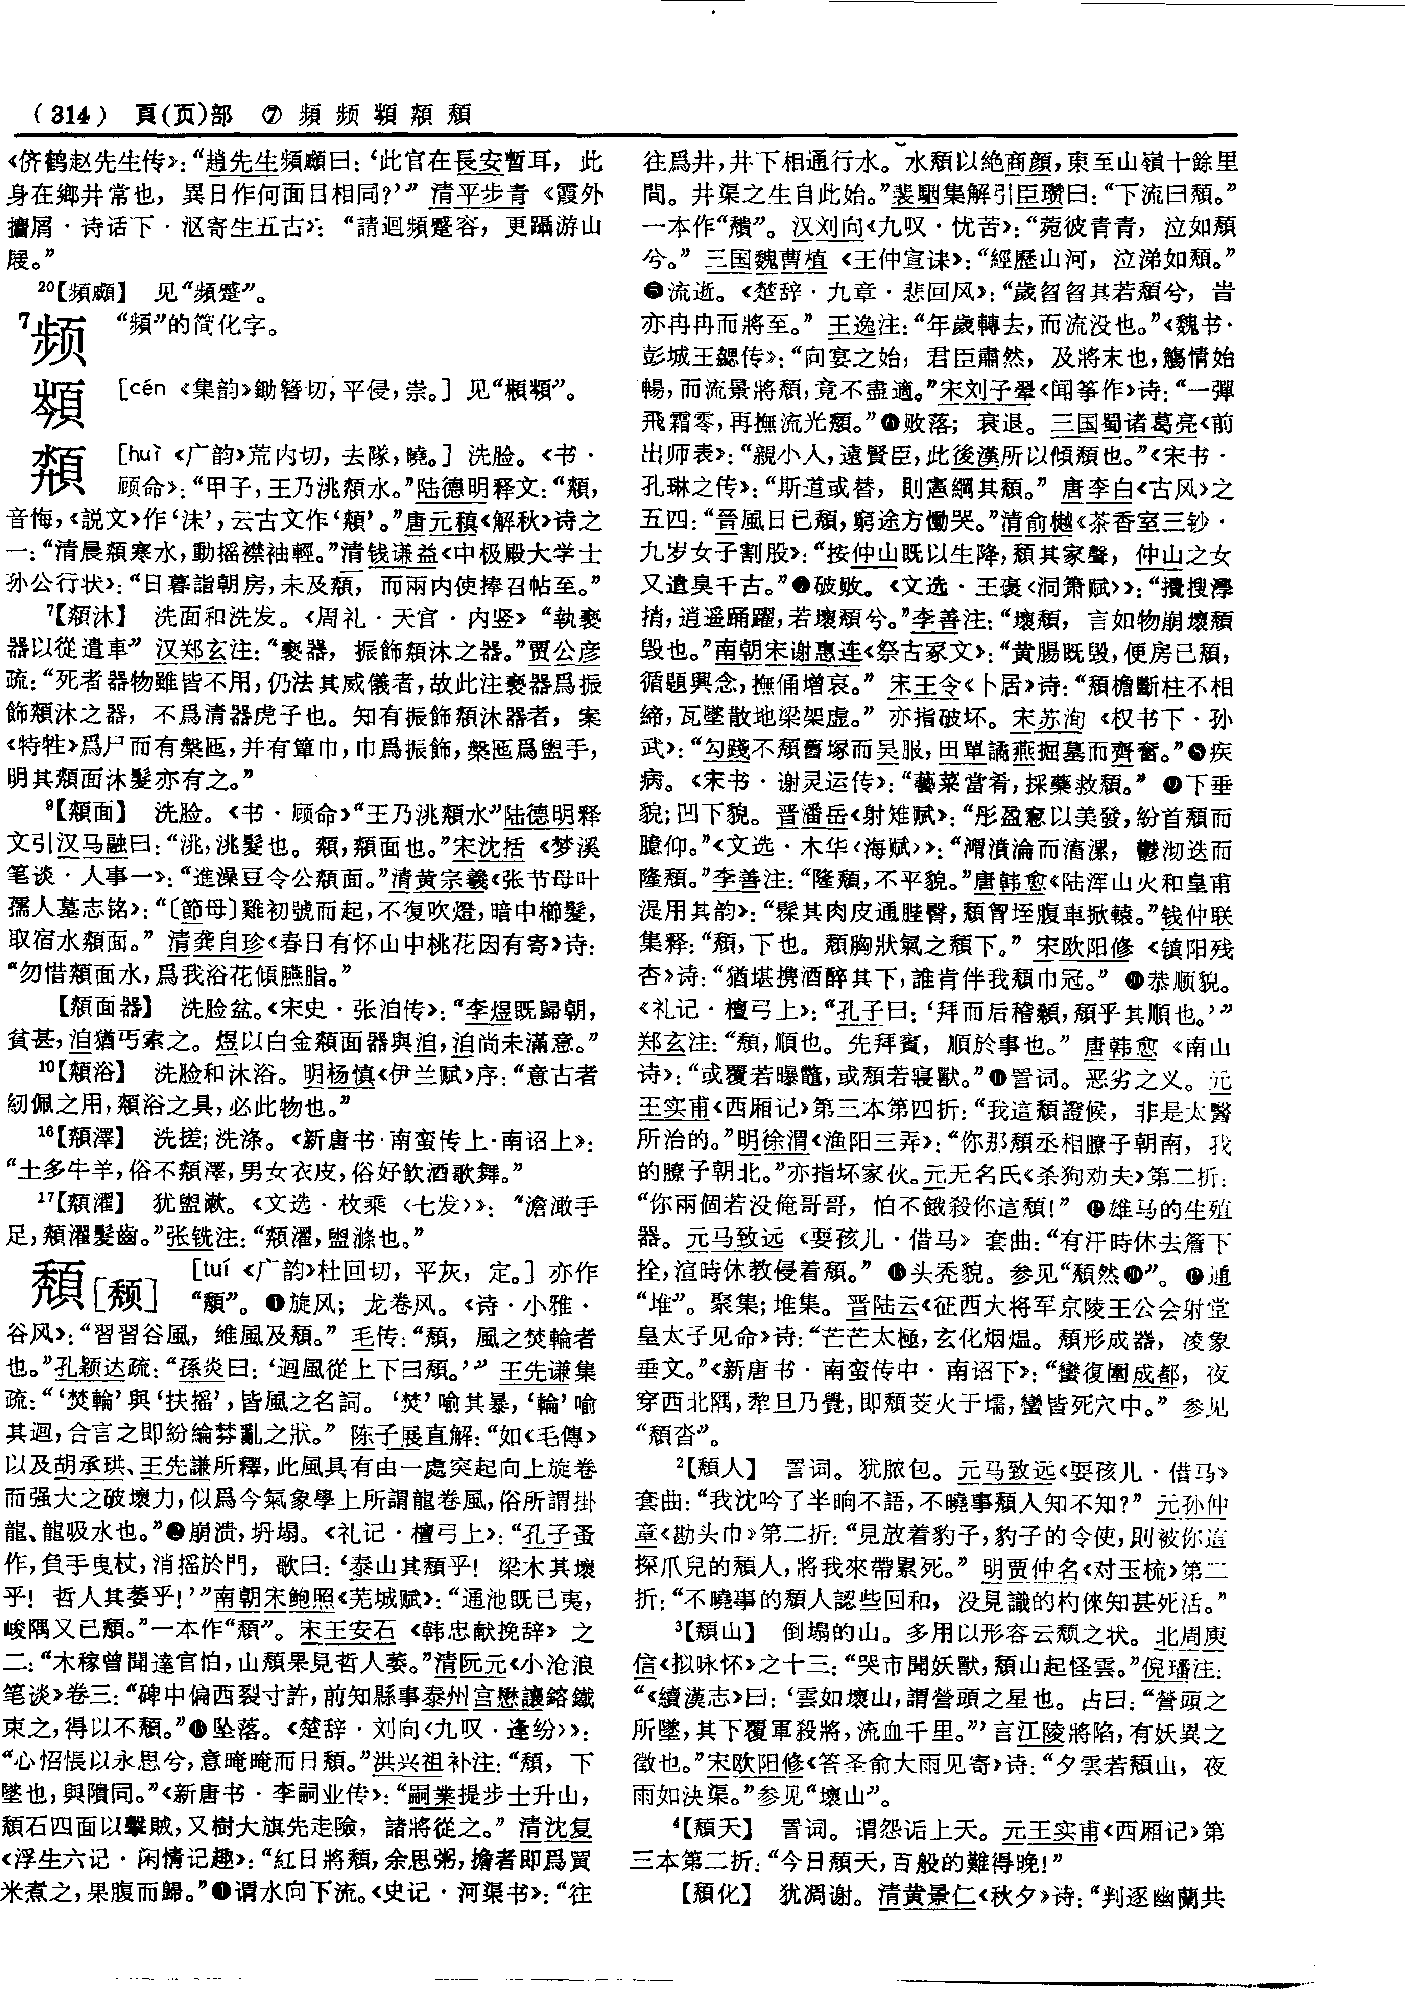 （314） 頁(页)部 ⑦ 頻 频 顉 頮 頹
《侪鹤赵先生传》：“趙先生頻顣曰：‘此官在長安暫耳，此
身在鄉井常也，異日作何面目相同？’” 清平步青《霞外
攟屑·诗话下·沤寄生五古》：“請迴頻蹙容，更躡游山
屐。”
20【頻顣】 见“頻蹙”。
7频 “頻”的简化字。
[cén《集韵》鋤簪切，平侵，崇。]见“
頮 [huì《广韵》荒内切，去隊，曉。]洗脸。《书·
顾命》：“甲子，王乃洮頮水。”陆德明释文：“頮，
音悔，《説文》作‘沬’，云古文作‘頮’。”唐元稹《解秋》诗之
一：“清晨頮寒水，動摇襟袖輕。”清钱谦益《中极殿大学士
孙公行状》：“日暮詣朝房，未及頮，而兩内使捧召帖至。”
7【頮沐】 洗面和洗发。《周礼·天官·内竖》“執褻
器以從遣車” 汉郑玄注：“褻器，振飾頮沐之器。”贾公彦
疏：“死者器物雖皆不用，仍法其威儀者，故此注褻器爲振
飾頮沐之器，不爲清器虎子也。知有振飾頮沐器者，案
《特牲》爲尸而有槃匜，并有簞巾，巾爲振飾，槃匜爲盥手，
明其頮面沐髮亦有之。”
9【頮面】 洗脸。《书·顾命》“王乃洮頮水”陆德明释
文引汉马融曰：“洮，洮髮也。頮，頮面也。”宋沈括《梦溪
笔谈·人事一》：“進澡豆令公頮面。”清黄宗羲《张节母叶
孺人墓志铭》：“〔節母〕雞初號而起，不復吹燈，暗中櫛髮，
取宿水頮面。” 清龚自珍《春日有怀山中桃花因有寄》诗：
“勿惜頮面水，爲我浴花傾臙脂。”
【頮面器】 洗脸盆。《宋史·张洎传》：“李煜既歸朝，
貧甚，洎猶丐索之。煜以白金頮面器與洎，洎尚未滿意。”
10【頮浴】 洗脸和沐浴。明杨慎《伊兰赋》序：“意古者
紉佩之用，頮浴之具，必此物也。”
16【頮澤】 洗搓；洗涤。《新唐书·南蛮传上·南诏上》：
“土多牛羊，俗不頮澤，男女衣皮，俗好飲酒歌舞。”
17【頮濯】 犹盥漱。《文选·枚乘〈七发〉》：“澹澉手
足，頮濯髮齒。”张铣注：“頮濯，盥滌也。”
頹[颓] [tuí《广韵》杜回切，平灰，定。]亦作
“頽”。❶旋风；龙卷风。《诗·小雅·
谷风》：“習習谷風，維風及頹。” 毛传：“頹，風之焚輪者
也。”孔颖达疏：“孫炎曰：‘迴風從上下曰頹。’” 王先谦集
疏：“‘焚輪’與‘扶摇’，皆風之名詞。‘焚’喻其暴，‘輪’喻
其迴，合言之即紛綸棼亂之狀。” 陈子展直解：“如《毛傳》
以及胡承珙、王先謙所釋，此風具有由一處突起向上旋卷
而强大之破壞力，似爲今氣象學上所謂龍卷風，俗所謂掛
龍、龍吸水也。”❷崩溃，坍塌。《礼记·檀弓上》：“孔子蚤
作，負手曳杖，消摇於門，歌曰：‘泰山其頹乎！梁木其壞
乎！哲人其萎乎！’”南朝宋鲍照《芜城赋》：“通池既已夷，
峻隅又已頹。”一本作“頽”。宋王安石《韩忠献挽辞》之
二：“木稼曾聞達官怕，山頹果見哲人萎。”清阮元《小沧浪
笔谈》卷三：“碑中偏西裂寸許，前知縣事泰州宫懋讓鎔鐵
束之，得以不頹。”❸坠落。《楚辞·刘向〈九叹·逢纷〉》：
“心怊悵以永思兮，意晻晻而日頹。”洪兴祖补注：“頹，下
墜也，與隤同。”《新唐书·李嗣业传》：“嗣業提步士升山，
頹石四面以擊賊，又樹大旗先走險，諸將從之。”清沈复
《浮生六记·闲情记趣》：“紅日將頹，余思粥，擔者即爲買
米煮之，果腹而歸。”❹谓水向下流。《史记·河渠书》：“往
往爲井，井下相通行水。水頹以絶商顔，東至山嶺十餘里
間。井渠之生自此始。”裴駰集解引臣瓒曰：“下流曰頹。”
一本作“隤”。汉刘向《九叹·忧苦》：“菀彼青青，泣如頹
兮。”三国魏曹植《王仲宣诔》：“經歷山河，泣涕如頹。”
❺流逝。《楚辞·九章·悲回风》：“歲曶曶其若頹兮，旹
亦冉冉而將至。” 王逸注：“年歲轉去，而流没也。”《魏书·
彭城王勰传》：“向宴之始，君臣肅然，及將末也，觴情始
暢，而流景將頹，竟不盡適。”宋刘子翚《闻筝作》诗：“一彈
飛霜零，再撫流光頹。”❻败落；衰退。三国蜀诸葛亮《前
出师表》：“親小人，遠賢臣，此後漢所以傾頹也。”《宋书·
孔琳之传》：“斯道或替，則憲綱其頹。” 唐李白《古风》之
五四：“晉風日已頹，窮途方慟哭。”清俞樾《茶香室三钞·
九岁女子割股》：“按仲山既以生降，頹其家聲，仲山之女
又遺臭千古。”❼破败。《文选·王褒〈洞箫赋〉》：“攪搜㶅
捎，逍遥踊躍，若壞頹兮。”李善注：“壞頹，言如物崩壞頹
毁也。”南朝宋谢惠连《祭古冢文》：“黄腸既毁，便房已頹，
循題興念，撫俑增哀。” 宋王令《卜居》诗：“頹檐斷柱不相
締，瓦墜散地梁架虚。”亦指破坏。宋苏洵《权书下·孙
武》：“勾踐不頹舊塚而吴服，田單譎燕掘墓而齊奮。”❽疾
病。《宋书·谢灵运传》：“藝菜當肴，採藥救頹。” ❾下垂
貌；凹下貌。晋潘岳《射雉赋》：“彤盈窻以美發，紛首頹而
臆仰。”《文选·木华〈海赋〉》：“㵧濆淪而滀漯，鬱沏迭而
隆頹。”李善注：“隆頹，不平貌。”唐韩愈《陆浑山火和皇甫
湜用其韵》：“髹其肉皮通䏶臀，頹胷垤腹車掀轅。”钱仲联
集释：“頹，下也。頹胸狀氣之頹下。” 宋欧阳修《镇阳残
杏》诗：“猶堪携酒醉其下，誰肯伴我頹巾冠。” ❿恭顺貌。
《礼记·檀弓上》：“孔子曰：‘拜而后稽顙，頹乎其順也。’”
郑玄注：“頹，順也。先拜賓，順於事也。” 唐韩愈《南山
诗》：“或覆若曝鼈，或頹若寢獸。”⓫詈词。恶劣之义。元
王实甫《西厢记》第三本第四折：“我這頹證候，非是太醫
所治的。”明徐渭《渔阳三弄》：“你那頹丞相膫子朝南，我
的膫子朝北。”亦指坏家伙。元无名氏《杀狗劝夫》第二折：
“你兩個若没俺哥哥，怕不餓殺你這頹！” ⓬雄马的生殖
器。元马致远《耍孩儿·借马》套曲：“有汗時休去簷下
拴，渲時休教侵着頹。” ⓭头秃貌。参见“頹然”。⓮通
“堆”。聚集；堆集。晋陆云《征西大将军京陵王公会射堂
皇太子见命》诗：“芒芒太極，玄化烟煴。頹形成器，凌象
垂文。”《新唐书·南蛮传中·南诏下》：“蠻復圍成都，夜
穿西北隅，犂旦乃覺，即頹茭火于墉，蠻皆死穴中。” 参见
“頹沓”。
2【頹人】 詈词。犹脓包。元马致远《耍孩儿·借马》
套曲：“我沈吟了半晌不語，不曉事頹人知不知？” 元孙仲
章《勘头巾》第二折：“見放着豹子，豹子的令使，則被你這
探爪兒的頹人，將我來帶累死。” 明贾仲名《对玉梳》第二
折：“不曉事的頹人認些回和，没見識的杓倈知甚死活。”
3【頹山】 倒塌的山。多用以形容云颓之状。北周庾
信《拟咏怀》之十三：“哭市聞妖獸，頹山起怪雲。”倪璠注：
“《續漢志》曰：‘雲如壞山，謂營頭之星也。占曰：“營頭之
所墜，其下覆軍殺將，流血千里。”’言江陵將陷，有妖異之
徵也。”宋欧阳修《答圣俞大雨见寄》诗：“夕雲若頹山，夜
雨如決渠。”参见“壞山”。
4【頹天】 詈词。谓怨诟上天。元王实甫《西厢记》第
三本第二折：“今日頹天，百般的難得晚！”
【頹化】 犹凋谢。清黄景仁《秋夕》诗：“判逐幽蘭共